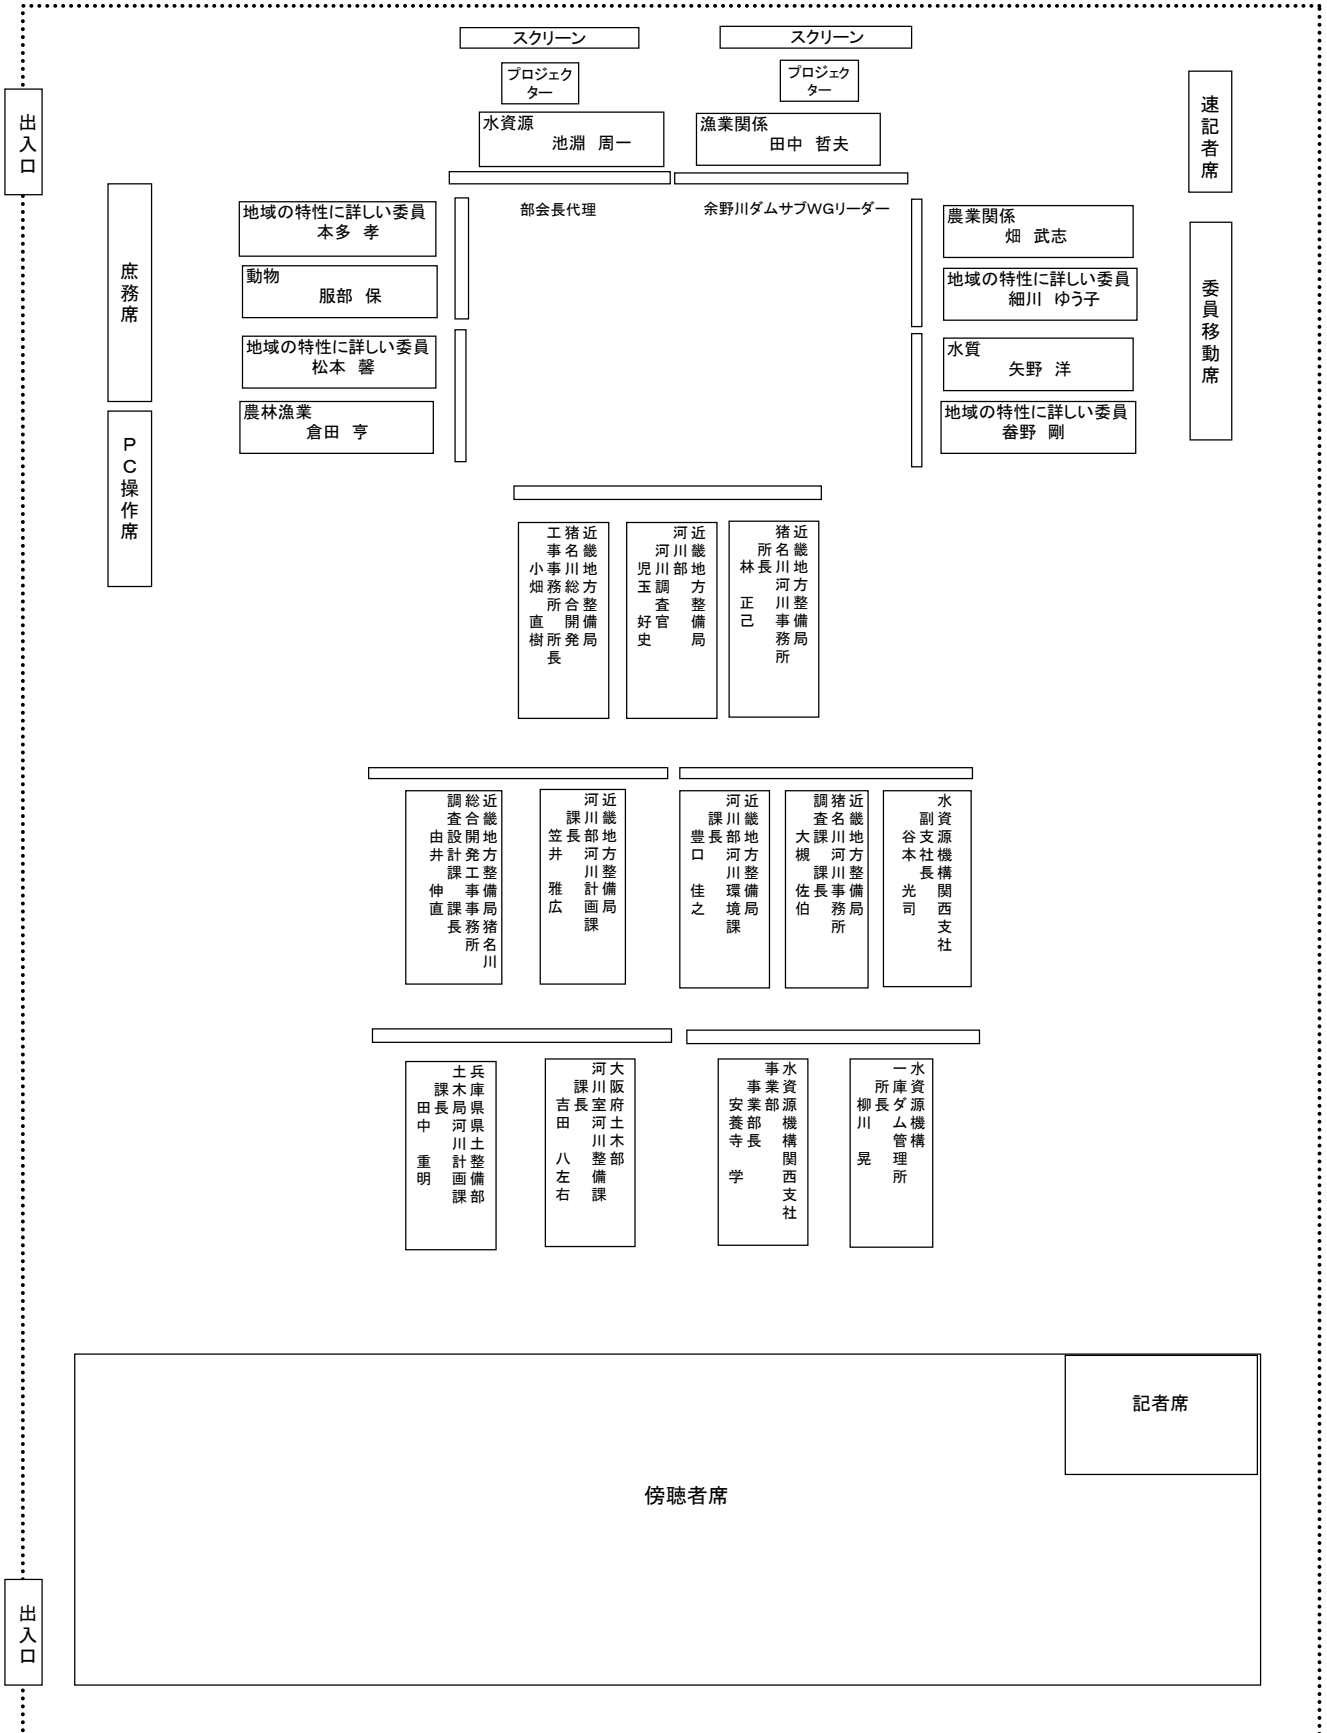 スクリーン
スクリーン
プロジェク
ター
プロジェク
ター
出入口
速記者席
水資源
池淵 周一
漁業関係
田中 哲夫
部会長代理
余野川ダムサブWGリーダー
庶務席
地域の特性に詳しい委員
本多 孝
動物
服部 保
地域の特性に詳しい委員
松本 馨
農林漁業
倉田 亨
農業関係
畑 武志
地域の特性に詳しい委員
細川 ゆう子
水質
矢野 洋
地域の特性に詳しい委員
畚野 剛
委員移動席
PC操作席
近畿地方整備局
猪名川総合開発
工事事務所 所長
小畑 直樹
近畿地方整備局
河川部
河川調査官
児玉 好史
近畿地方整備局
猪名川河川事務所
所長
林 正己
近畿地方整備局猪名川
総合開発工事事務所
調査設計課 課長
由井 伸直
近畿地方整備局
河川部河川計画課
課長
笠井 雅広
近畿地方整備局
河川部河川環境課
課長
豊口 佳之
近畿地方整備局
猪名川河川事務所
調査課 課長
大槻 佐伯
水資源機構関西支社
副支社長
谷本 光司
兵庫県県土整備部
土木局河川計画課
課長
田中 重明
大阪府土木部
河川室河川整備課
課長
吉田 八左右
水資源機構関西支社
事業部
事業部長
安養寺 学
水資源機構
一庫ダム管理所
所長
柳川 晃
記者席
傍聴者席
出入口